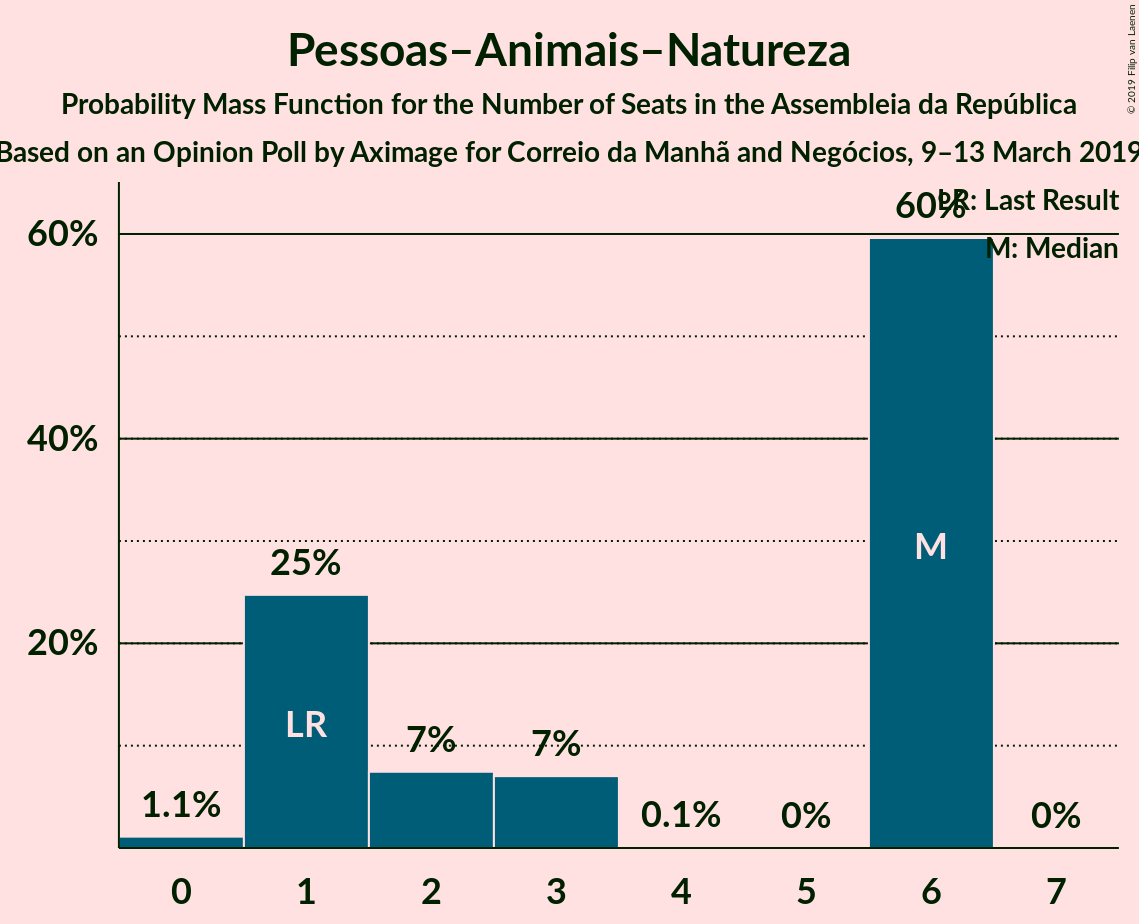 Pessoas–Animais–Natureza
Probability Mass Function for the Number of Seats in the Assembleia da República
Based on an Opinion Poll by Aximage for Correio da Manhã and Negócios, 9–13 March 2019
© 2019 Filip van Laenen
LR: Last Result
M: Median
60%
40%
20%
1.1%
25%
7%
7%
0.1%
0%
60%
0%
LR
M
0 1 2 3 4 5 6 7